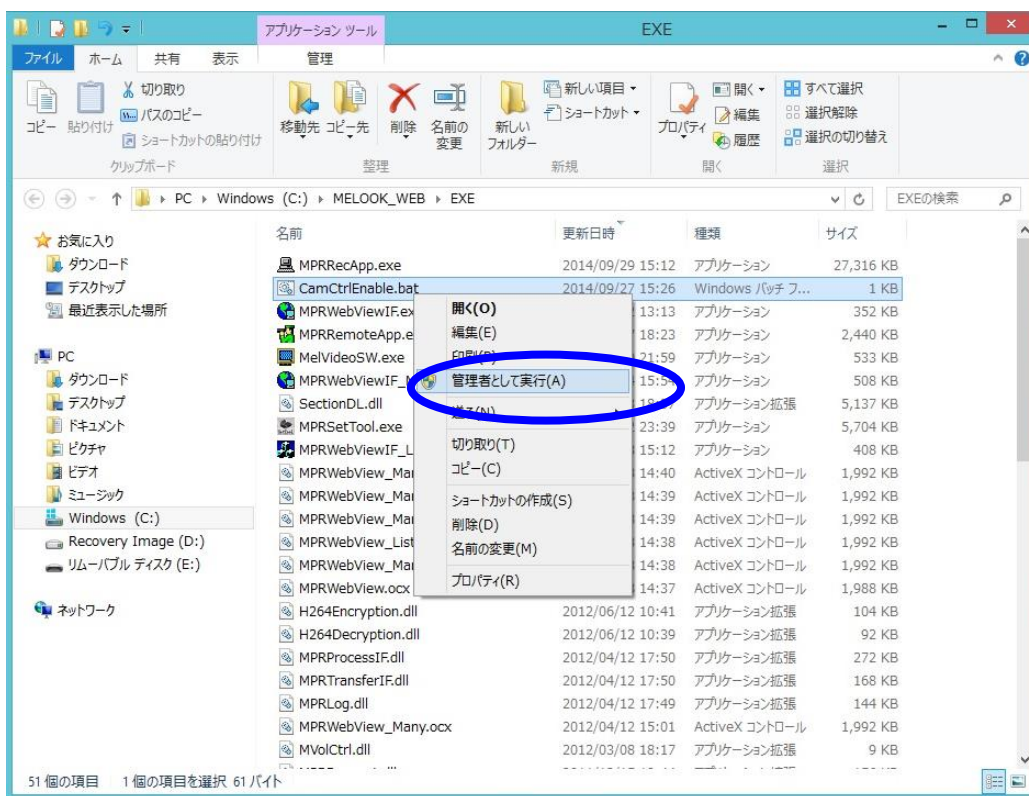 アプリケーション ツール
EXE
ファイル ホーム 共有 表示 管理
コピー
貼り付け
切り取り
パスのコピー
ショートカットの貼り付け
クリップボード
移動先 コピー先 削除 名前の変更
整理
新しいフォルダー
新しい項目
ショートカット
新規
プロパティ
開く
編集
履歴
開く
すべて選択
選択解除
選択の切り替え
選択
PC Windows (C:) MELOOK_WEB EXE
EXEの検索
お気に入り
ダウンロード
デスクトップ
最近表示した場所
PC
ダウンロード
デスクトップ
ドキュメント
ピクチャ
ビデオ
ミュージック
Windows (C:)
Recovery Image (D:)
リムーバブル ディスク (E:)
ネットワーク
名前 更新日時 種類 サイズ
MPRRecApp.exe 2014/09/29 15:12 アプリケーション 27,316 KB
CamCtrlEnable.bat 2014/09/27 15:26 Windows バッチ フ... 1 KB
MPRWebViewIF.ex 13:13 アプリケーション 352 KB
MPRRemoteApp.e 18:23 アプリケーション 2,440 KB
MelVideoSW.exe 21:59 アプリケーション 533 KB
MPRWebViewIF_M 15:54 アプリケーション 508 KB
SectionDL.dll アプリケーション拡張 5,137 KB
MPRSetTool.exe 23:39 アプリケーション 5,704 KB
MPRWebViewIF_L 15:12 アプリケーション 408 KB
MPRWebView_Mar 14:40 ActiveX コントロール 1,992 KB
MPRWebView_Mar 14:39 ActiveX コントロール 1,992 KB
MPRWebView_Mar 14:39 ActiveX コントロール 1,992 KB
MPRWebView_List 14:38 ActiveX コントロール 1,992 KB
MPRWebView_Mar 14:38 ActiveX コントロール 1,992 KB
MPRWebView.ocx 14:37 ActiveX コントロール 1,988 KB
H264Encryption.dll 2012/06/12 10:41 アプリケーション拡張 104 KB
H264Decryption.dll 2012/06/12 10:39 アプリケーション拡張 92 KB
MPRProcessIF.dll 2012/04/12 17:50 アプリケーション拡張 272 KB
MPRTransferIF.dll 2012/04/12 17:50 アプリケーション拡張 168 KB
MPRLog.dll 2012/04/12 17:49 アプリケーション拡張 144 KB
MPRWebView_Many.ocx 2012/04/12 15:01 ActiveX コントロール 1,992 KB
MVolCtrl.dll 2012/03/08 18:17 アプリケーション拡張 9 KB
開く(O)
編集(E)
印刷(P)
管理者として実行(A)
送る(N)
切り取り(T)
コピー(C)
ショートカットの作成(S)
削除(D)
名前の変更(M)
プロパティ(R)
51 個の項目 1 個の項目を選択 61 バイト